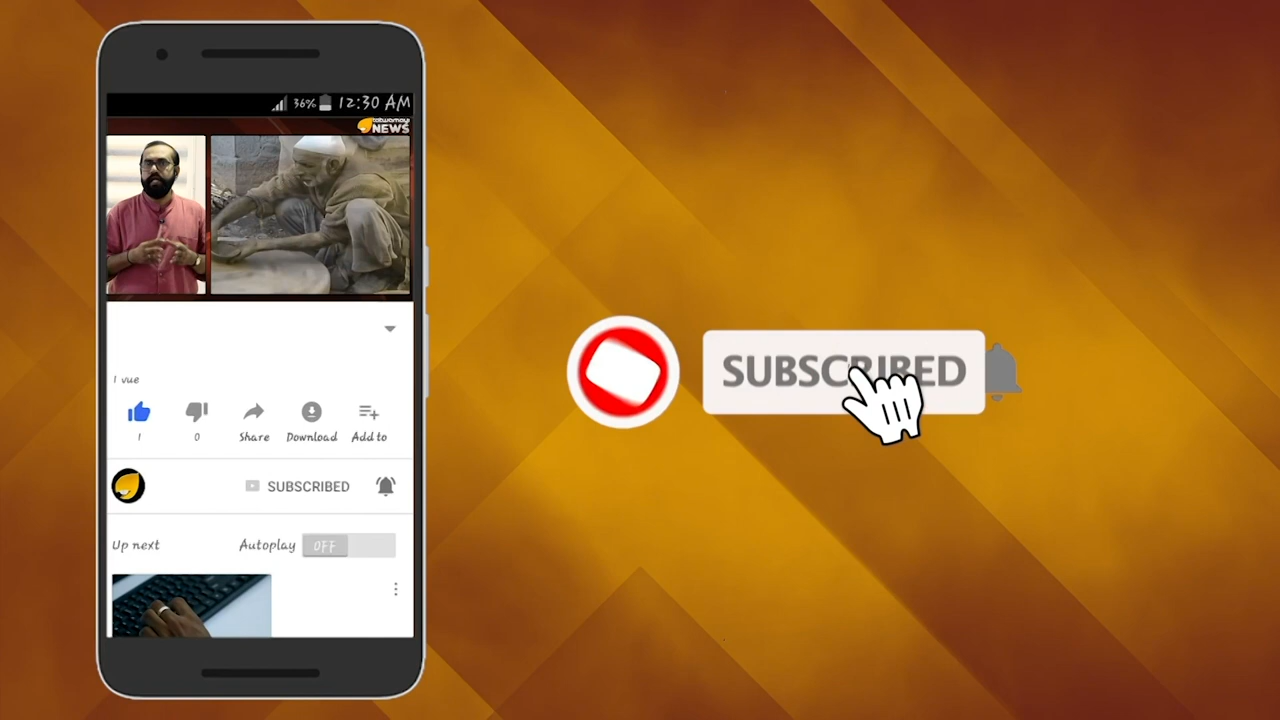 36% 12:30 AM
tatwamayi
NEWS
1 vue
1
0
Share
Download
Add to
SUBSCRIBED
Up next
Autoplay
OFF
SUBSCRIBED